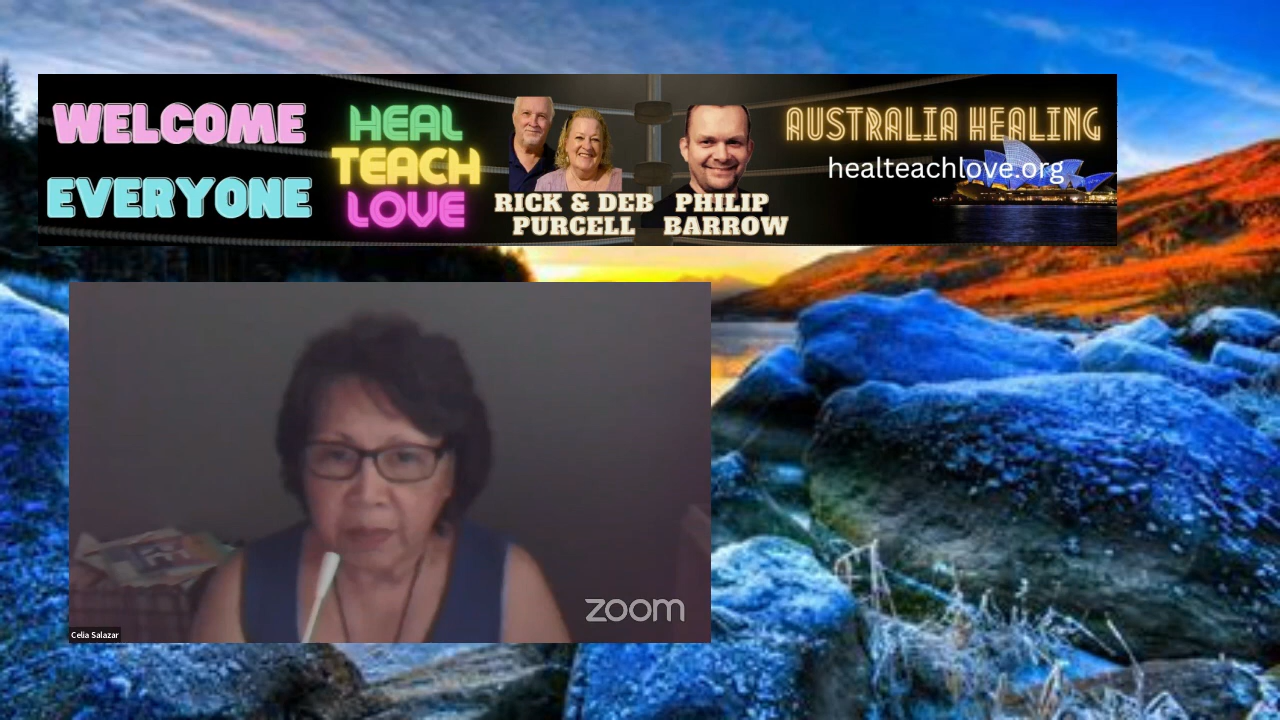 WELCOME
EVERYONE
HEAL
TEACH
LOVE
RICK & DEB
PURCELL
PHILIP
BARROW
AUSTRALIA HEALING
healteachlove.org
zoom
Celia Salazar